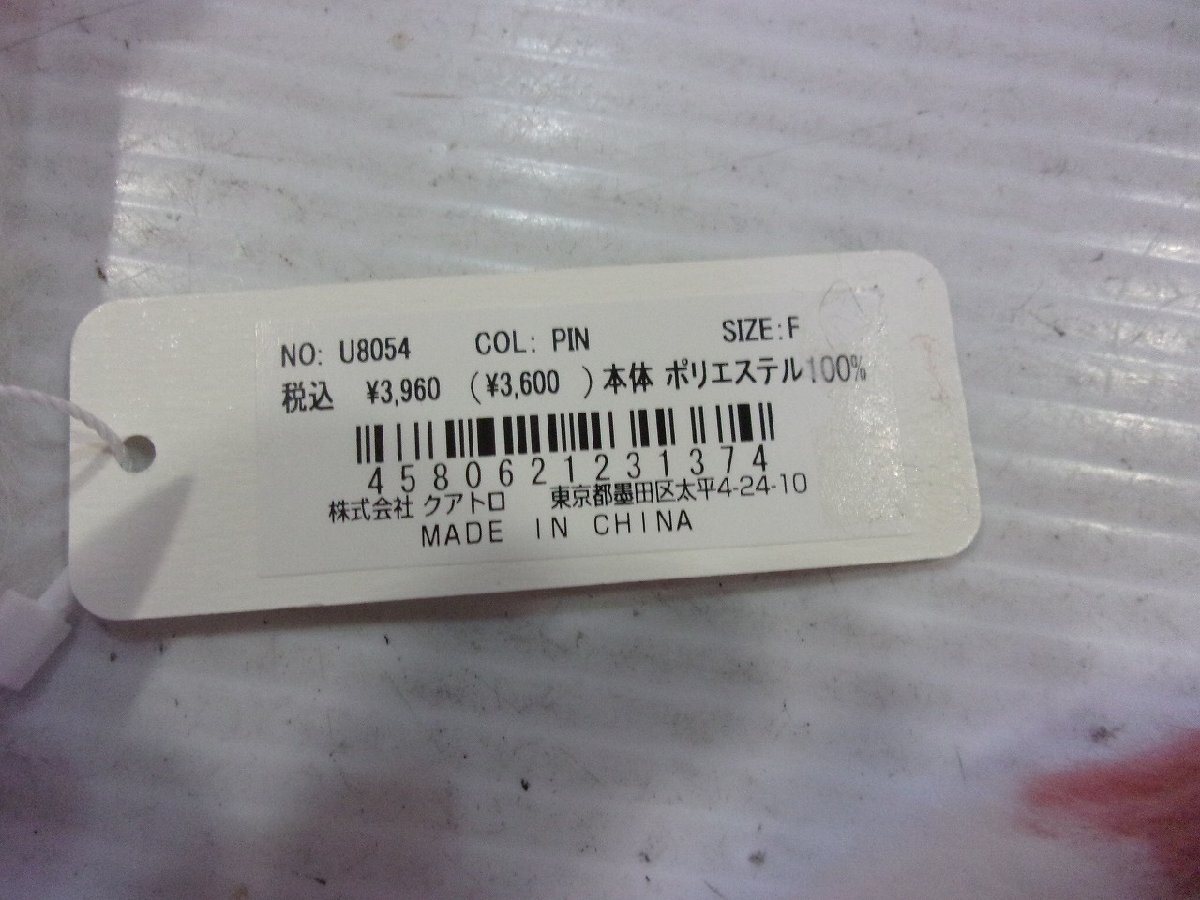 NO: U8054 COL: PIN SIZE:F
税込 ¥3,960 (¥3,600 )本体 ポリエステル100%
4580621231374
株式会社 クアトロ 東京都墨田区太平4-24-10
MADE IN CHINA